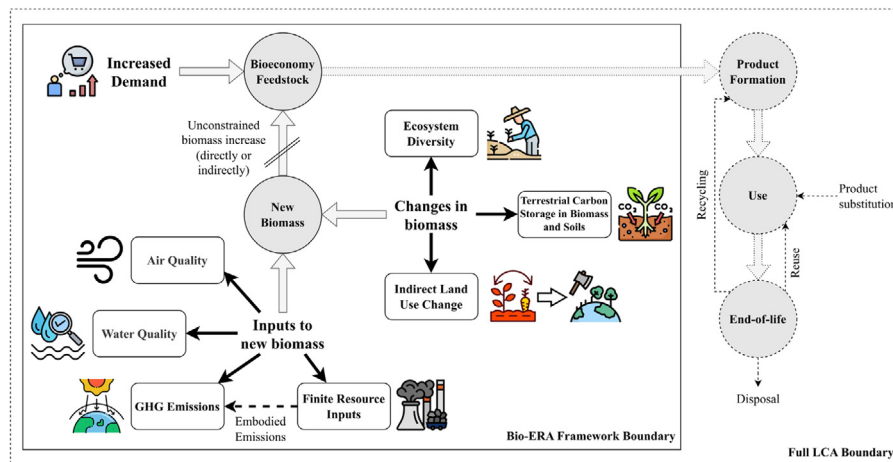 Increased
Demand
Bioeconomy
Feedstock
Product
Formation
Unconstrained
biomass increase
(directly or
indirectly)
Ecosystem
Diversity
New
Biomass
Changes in
biomass
Terrestrial Carbon
Storage in Biomass
and Soils
CO₂
CO₂
Recycling
Use
Product
substitution
Reuse
Air Quality
Indirect Land
Use Change
Water Quality
Inputs to
new biomass
End-of-life
GHG Emissions
Embodied
Emissions
Finite Resource
Inputs
Disposal
Bio-ERA Framework Boundary
Full LCA Boundary